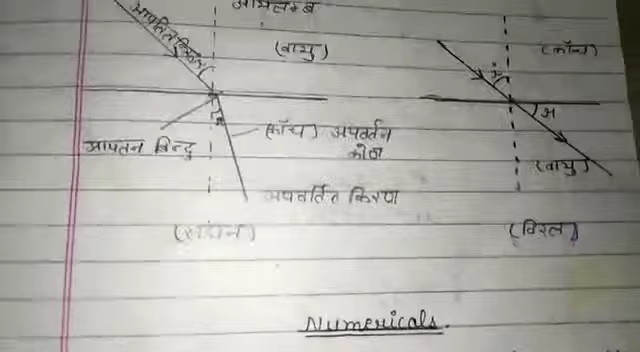 अभिलम्ब
आपतित किरण
(वायु)
(काँच)
i
r
(काँच) अपवर्तन
कोण
आपतन बिन्दु
(वायु)
अपवर्तित किरण
(सघन)
(विरल)
Numericals.